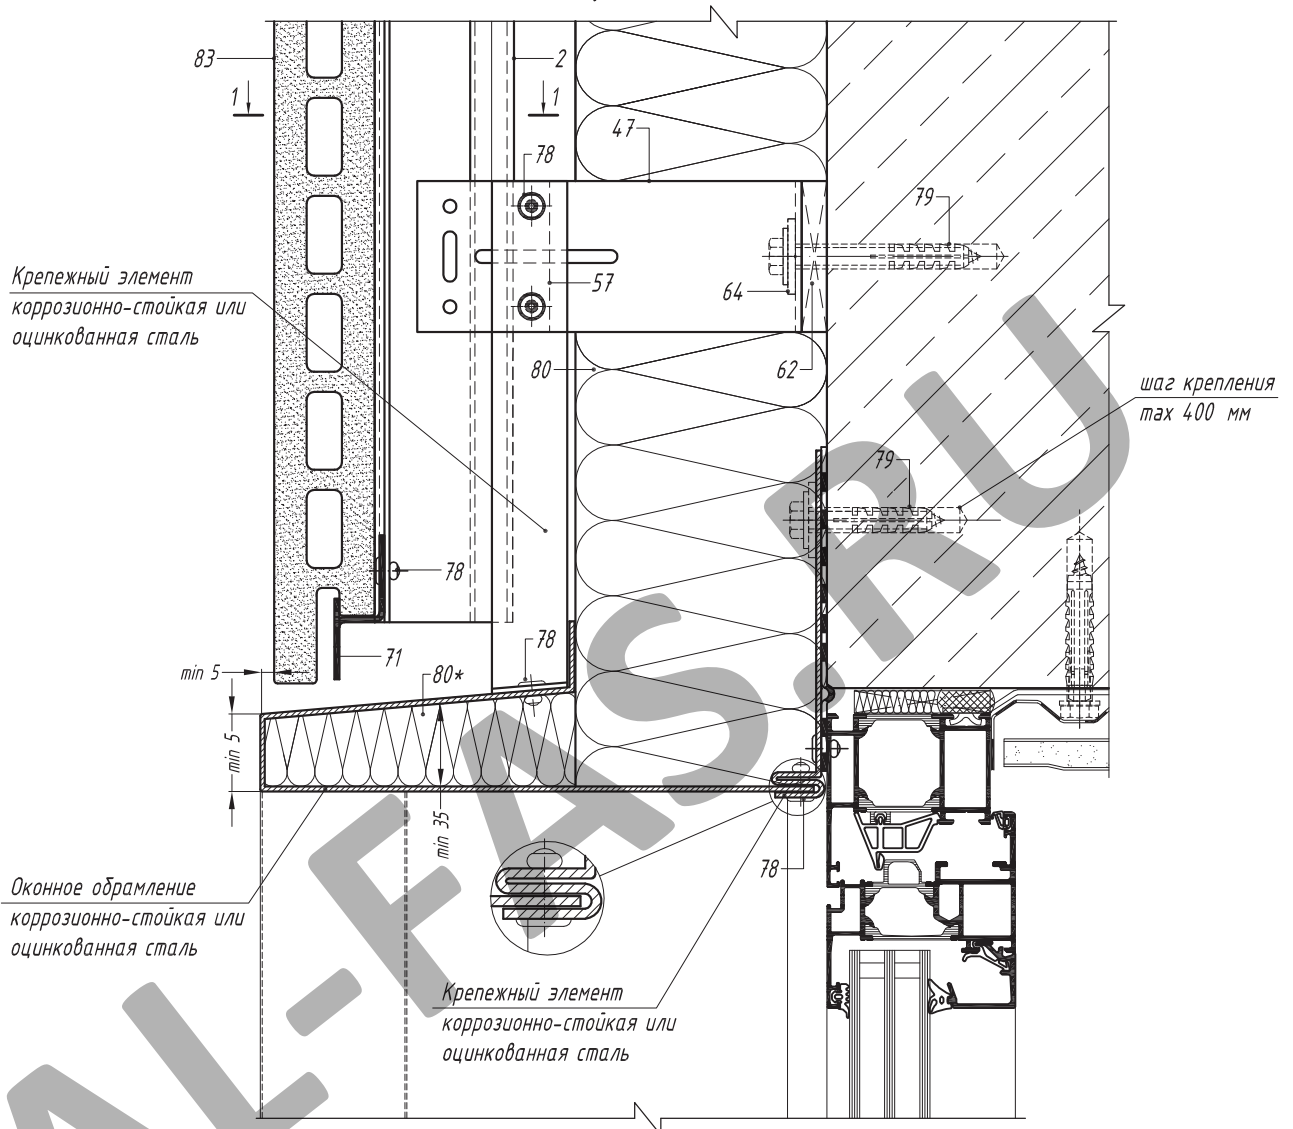 83
2
1
1
47
78
79
Крепежный элемент
коррозионно-стойкая или
оцинкованная сталь
57
64
80
62
шаг крепления
max 400 мм
79
78
78
71
min 5
80*
min 5
min 35
78
Оконное обрамление
коррозионно-стойкая или
оцинкованная сталь
Крепежный элемент
коррозионно-стойкая или
оцинкованная сталь
AL-FAS.RU